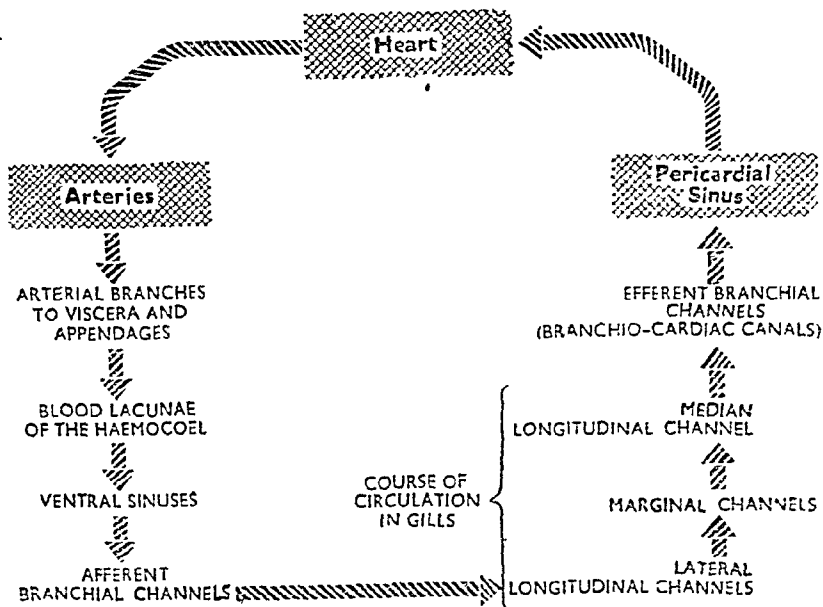 Heart
Arteries
Pericardial
Sinus
ARTERIAL BRANCHES
TO VISCERA AND
APPENDAGES
EFFERENT BRANCHIAL
CHANNELS
(BRANCHIO-CARDIAC CANALS)
BLOOD LACUNAE
OF THE HAEMOCOEL
MEDIAN
LONGITUDINAL CHANNEL
VENTRAL SINUSES
COURSE OF
CIRCULATION
IN GILLS
MARGINAL CHANNELS
AFFERENT
BRANCHIAL CHANNELS
LATERAL
LONGITUDINAL CHANNELS